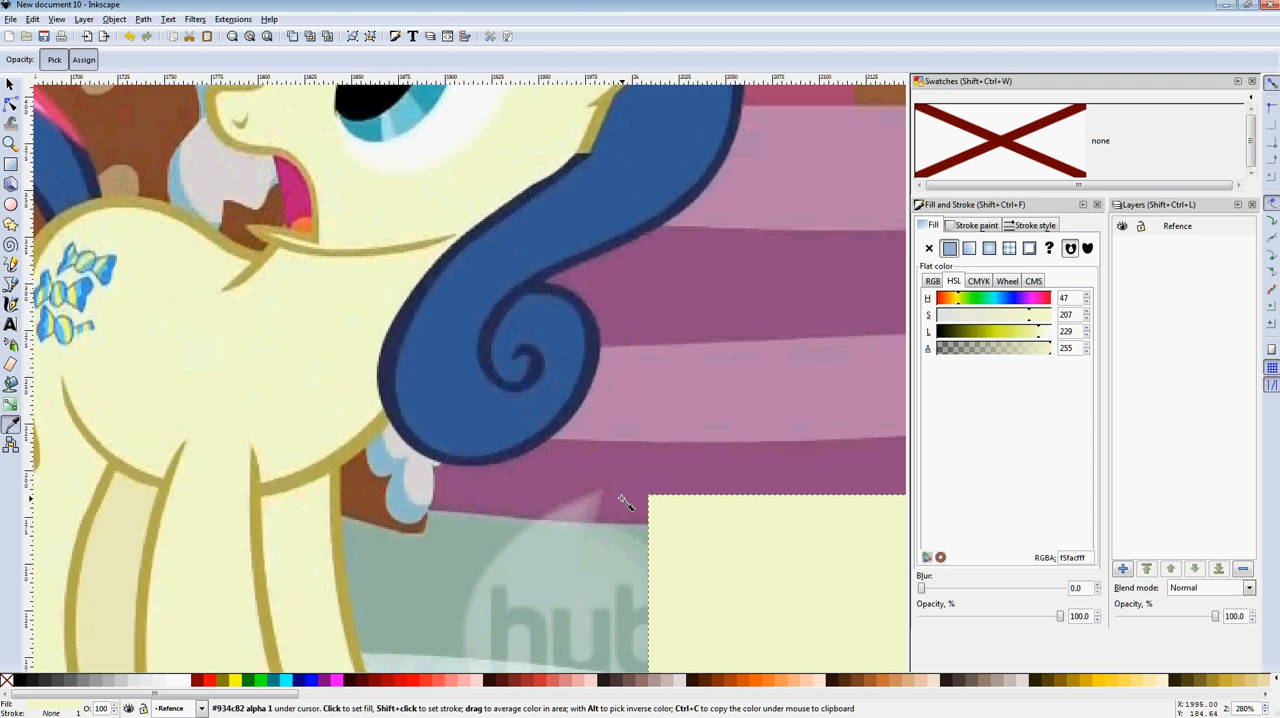 New document 10 - Inkscape
File Edit View Layer Object Path Text Filters Extensions Help
Opacity: Pick Assign
Swatches (Shift+Ctrl+W)
none
Fill and Stroke (Shift+Ctrl+F)
Layers (Shift+Ctrl+L)
Fill Stroke paint Stroke style
Refence
Flat color
RGB HSL CMYK Wheel CMS
H 47
S 207
L 229
A 255
RGBA: f5facfff
Blur:
0.0
Blend mode: Normal
Opacity, %
100.0
Opacity, %
100.0
hub
Fill:
Stroke: None 1
O: 100
Refence
#934c82 alpha 1 under cursor. Click to set fill, Shift+click to set stroke; drag to average color in area; with Alt to pick inverse color; Ctrl+C to copy the color under mouse to clipboard
X: 1995.00
Y: 184.64
Z: 280%